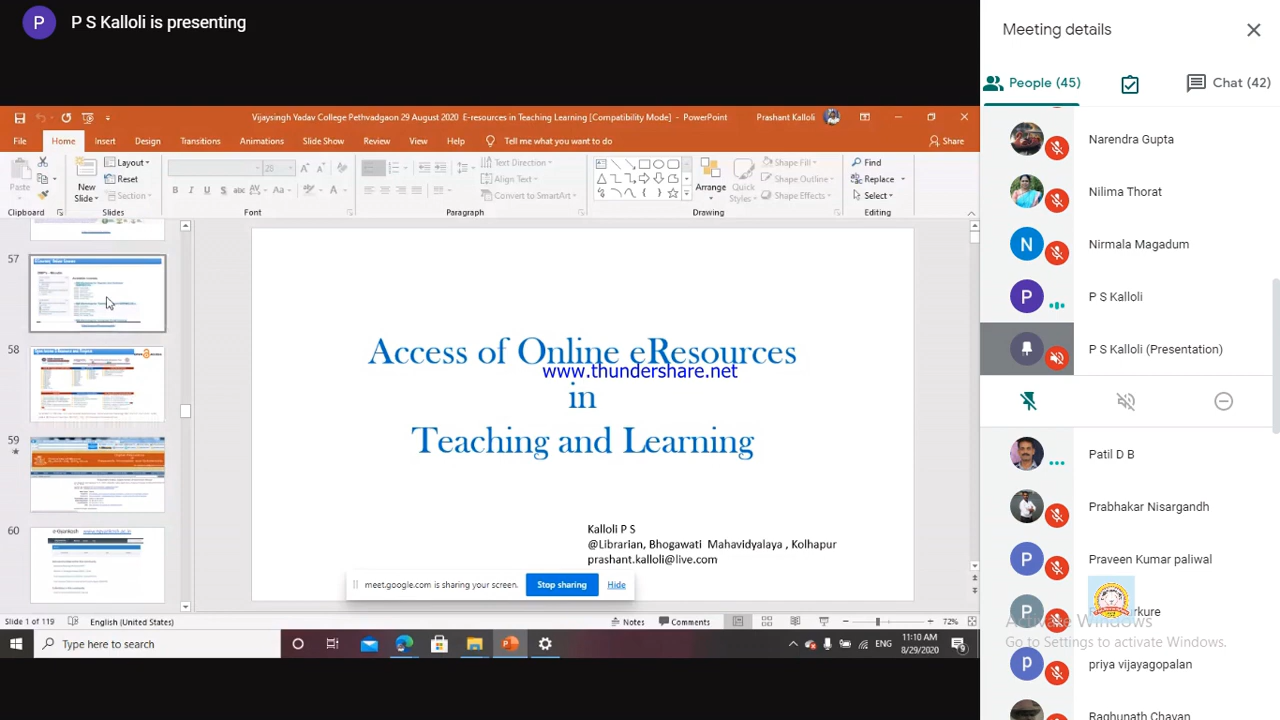 P
P S Kalloli is presenting
Meeting details
People (45)
Chat (42)
Vijaysingh Yadav College Pethvadgaon 29 August 2020 E-resources in Teaching Learning [Compatibility Mode] - PowerPoint
Prashant Kalloli
File
Home
Insert
Design
Transitions
Animations
Slide Show
Review
View
Help
Tell me what you want to do
Share
Paste
New
Slide
Layout
Reset
Section
Text Direction
Align Text
Convert to SmartArt
Arrange
Quick
Styles
Shape Fill
Shape Outline
Shape Effects
Find
Replace
Select
Clipboard
Slides
Font
Paragraph
Drawing
Editing
57
58
59
60
Access of Online eResources
www.thundershare.net
in
Teaching and Learning
Kalloli P S
@Librarian, Bhogawati Mahavidyalaya , Kolhapur
prashant.kalloli@live.com
meet.google.com is sharing your screen.
Stop sharing
Hide
Slide 1 of 119
English (United States)
Notes
Comments
72%
Type here to search
ENG
11:10 AM
8/29/2020
Narendra Gupta
Nilima Thorat
N
Nirmala Magadum
P
P S Kalloli
P S Kalloli (Presentation)
Patil D B
Prabhakar Nisargandh
P
Praveen Kumar paliwal
P
Activate Windows
Go to Settings to activate Windows.
p
priya vijayagopalan
Raghunath Chavan